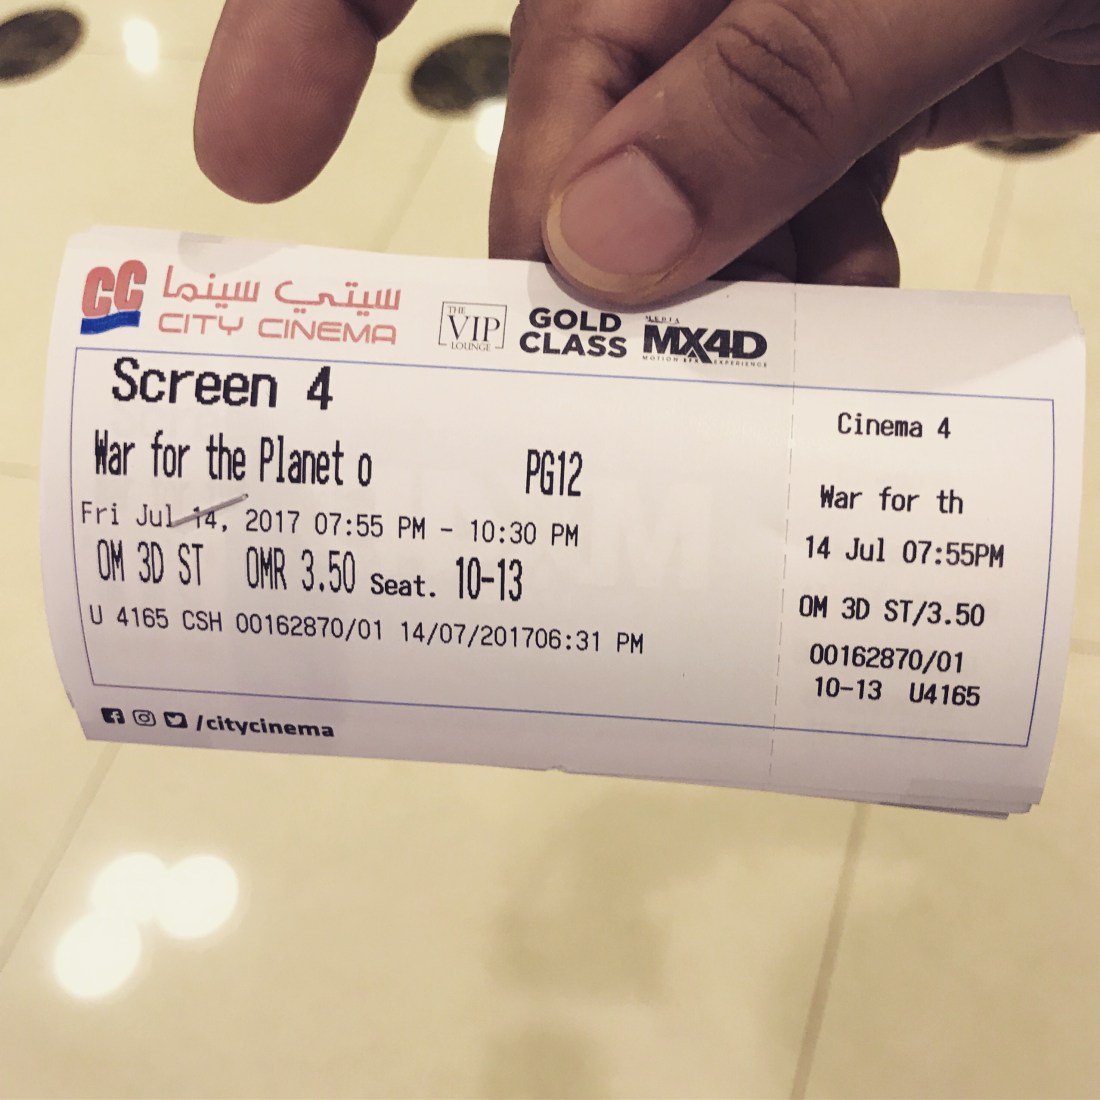 CC سيتي سينما
CITY CINEMA
THE VIP LOUNGE
GOLD CLASS
MX4D
MOTION EFX EXPERIENCE
Screen 4
War for the Planet o PG12
Fri Jul 14, 2017 07:55 PM - 10:30 PM
OM 3D ST OMR 3.50 Seat. 10-13
U 4165 CSH 00162870/01 14/07/201706:31 PM
/citycinema
Cinema 4
War for th
14 Jul 07:55PM
OM 3D ST/3.50
00162870/01
10-13 U4165